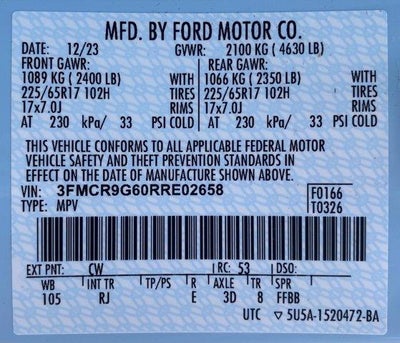 MFD. BY FORD MOTOR CO.
DATE: 12/23 GVWR: 2100 KG (4630 LB)
FRONT GAWR: REAR GAWR:
1089 KG (2400 LB) WITH 1066 KG (2350 LB) WITH
225/65R17 102H TIRES 225/65R17 102H TIRES
17x7.0J RIMS 17x7.0J RIMS
AT 230 kPa/ 33 PSI COLD AT 230 kPa/ 33 PSI COLD
THIS VEHICLE CONFORMS TO ALL APPLICABLE FEDERAL MOTOR
VEHICLE SAFETY AND THEFT PREVENTION STANDARDS IN
EFFECT ON THE DATE OF MANUFACTURE SHOWN ABOVE.
VIN: 3FMCR9G60RRE02658 F0166
TYPE: MPV T0326
EXT PNT: CW RC: 53 DSO:
WB INT TR TP/PS R AXLE TR SPR
105 RJ E 3D 8 FFBB
UTC ▽ 5U5A-1520472-BA